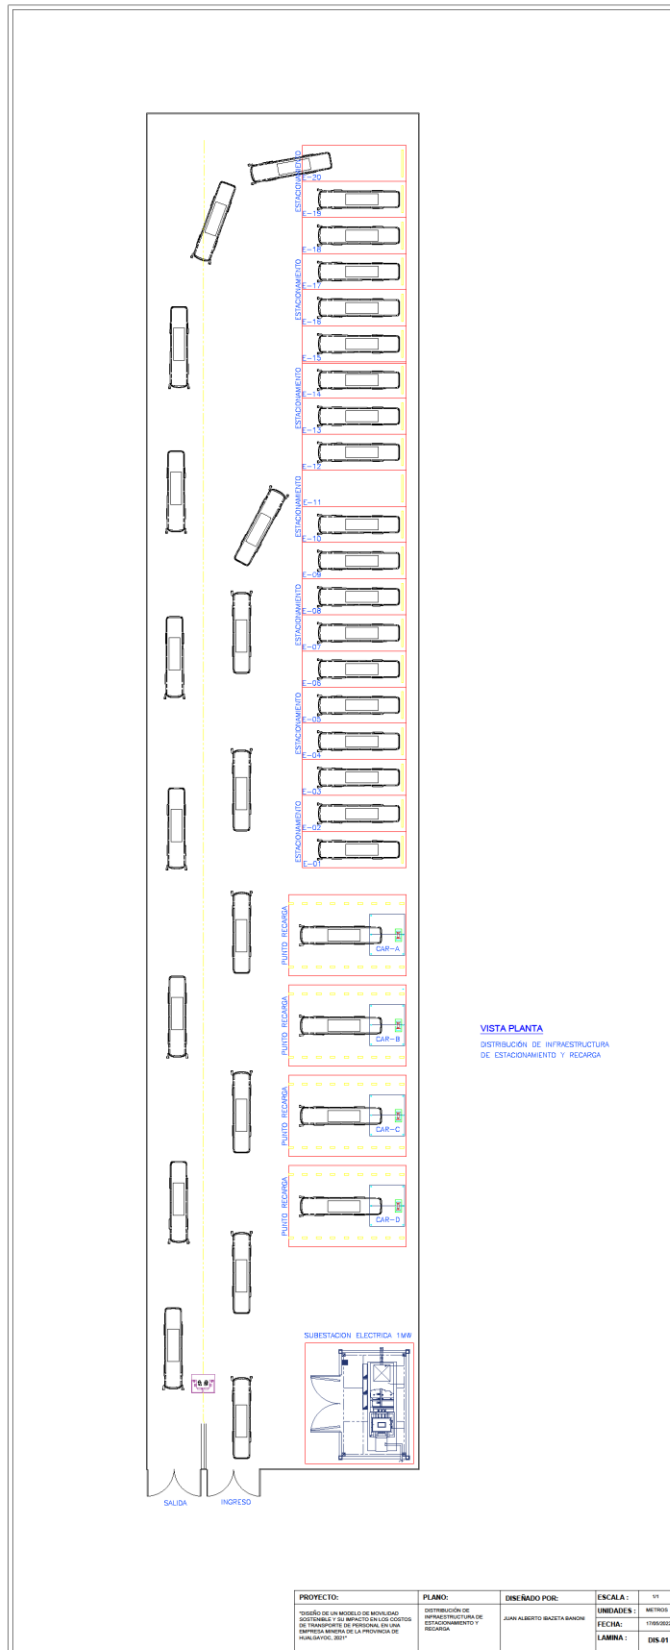 ESTACIONAMIENTO
E-20
E-19
E-18
ESTACIONAMIENTO
E-17
E-16
E-15
ESTACIONAMIENTO
E-14
E-13
E-12
ESTACIONAMIENTO
E-11
E-10
E-09
ESTACIONAMIENTO
E-08
E-07
E-06
ESTACIONAMIENTO
E-05
E-04
E-03
ESTACIONAMIENTO
E-02
E-01
PUNTO RECARGA
CAR-A
PUNTO RECARGA
CAR-B
PUNTO RECARGA
CAR-C
PUNTO RECARGA
CAR-D
VISTA PLANTA
DISTRIBUCIÓN DE INFRAESTRUCTURA
DE ESTACIONAMIENTO Y RECARGA
SUBESTACION ELECTRICA 1MW
SALIDA
INGRESO
PROYECTO:
"DISEÑO DE UN MODELO DE MOVILIDAD
SOSTENIBLE Y SU IMPACTO EN LOS COSTOS
DE TRANSPORTE DE PERSONAL EN UNA
EMPRESA MINERA DE LA PROVINCIA DE
HUALGAYOC, 2021"
PLANO:
DISTRIBUCIÓN DE
INFRAESTRUCTURA DE
ESTACIONAMIENTO Y
RECARGA
DISEÑADO POR:
JUAN ALBERTO IBAZETA BANONI
ESCALA : 1/1
UNIDADES : METROS
FECHA: 17/05/2022
LAMINA : DIS-01